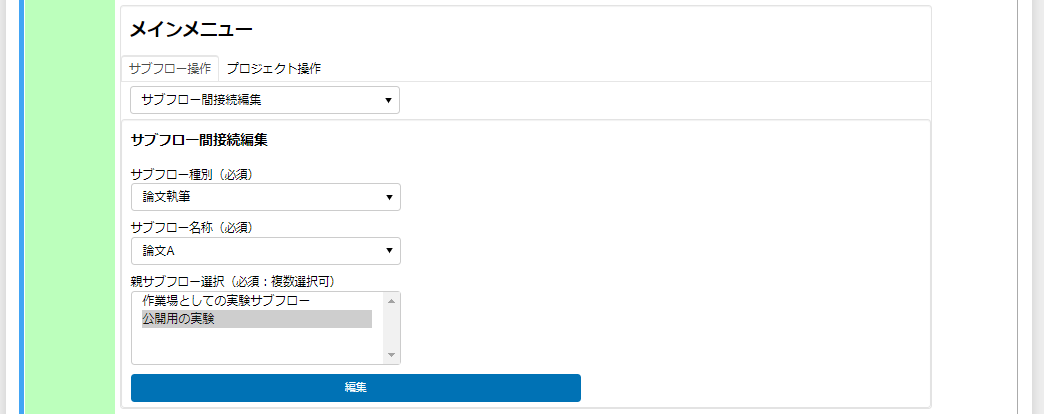 メインメニュー
サブフロー操作 プロジェクト操作
サブフロー間接続編集
サブフロー間接続編集
サブフロー種別（必須）
論文執筆
サブフロー名称（必須）
論文A
親サブフロー選択（必須：複数選択可）
作業場としての実験サブフロー
公開用の実験
編集